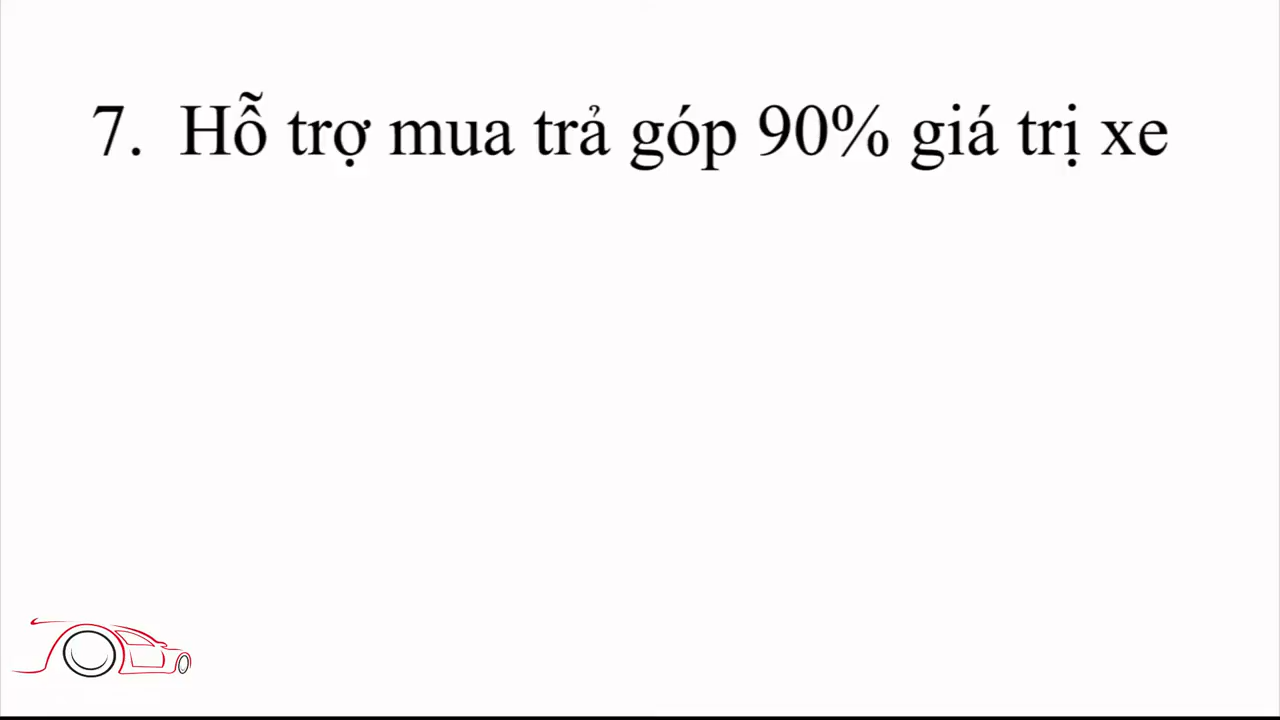 7. Hỗ trợ mua trả góp 90% giá trị xe